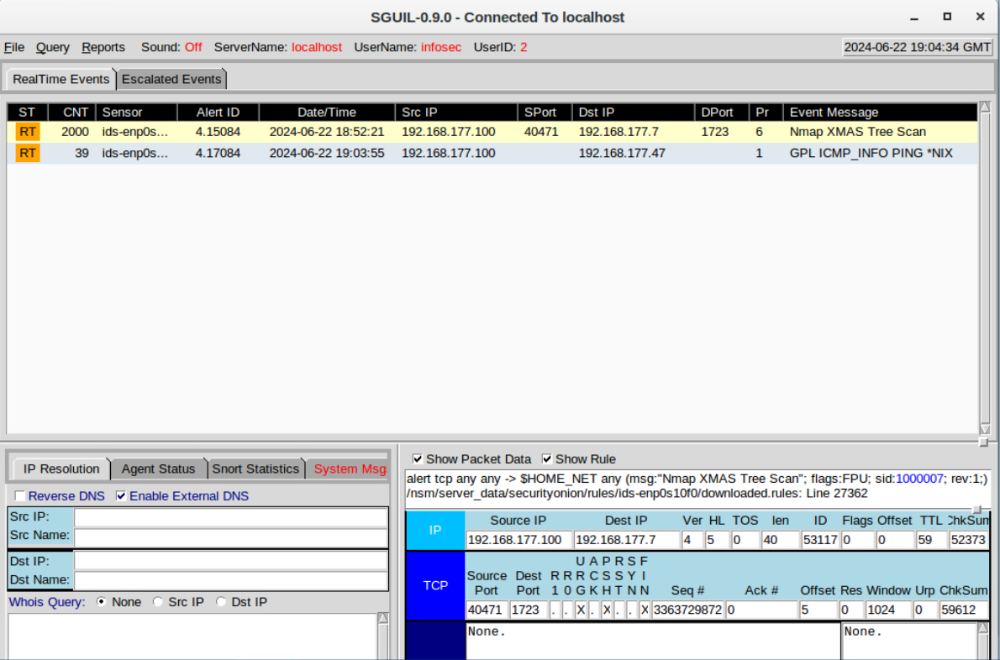 SGUIL-0.9.0 - Connected To localhost
File Query Reports Sound: Off ServerName: localhost UserName: infosec UserID: 2 2024-06-22 19:04:34 GMT
RealTime Events Escalated Events
ST CNT Sensor Alert ID Date/Time Src IP SPort Dst IP DPort Pr Event Message
RT 2000 ids-enp0s... 4.15084 2024-06-22 18:52:21 192.168.177.100 40471 192.168.177.7 1723 6 Nmap XMAS Tree Scan
RT 39 ids-enp0s... 4.17084 2024-06-22 19:03:55 192.168.177.100 192.168.177.47 1 GPL ICMP_INFO PING *NIX
IP Resolution Agent Status Snort Statistics System Msg
Reverse DNS Enable External DNS
Src IP:
Src Name:
Dst IP:
Dst Name:
Whois Query: None Src IP Dst IP
Show Packet Data Show Rule
alert tcp any any -> $HOME_NET any (msg:"Nmap XMAS Tree Scan"; flags:FPU; sid:1000007; rev:1;)
/nsm/server_data/securityonion/rules/ids-enp0s10f0/downloaded.rules: Line 27362
IP
Source IP Dest IP Ver HL TOS len ID Flags Offset TTL ChkSum
192.168.177.100 192.168.177.7 4 5 0 40 53117 0 0 59 52373
TCP
U A P R S F
Source Dest R R R C S S Y I
Port Port 1 0 G K H T N N Seq # Ack # Offset Res Window Urp ChkSum
40471 1723 . . X . X . . X 3363729872 0 5 0 1024 0 59612
None. None.